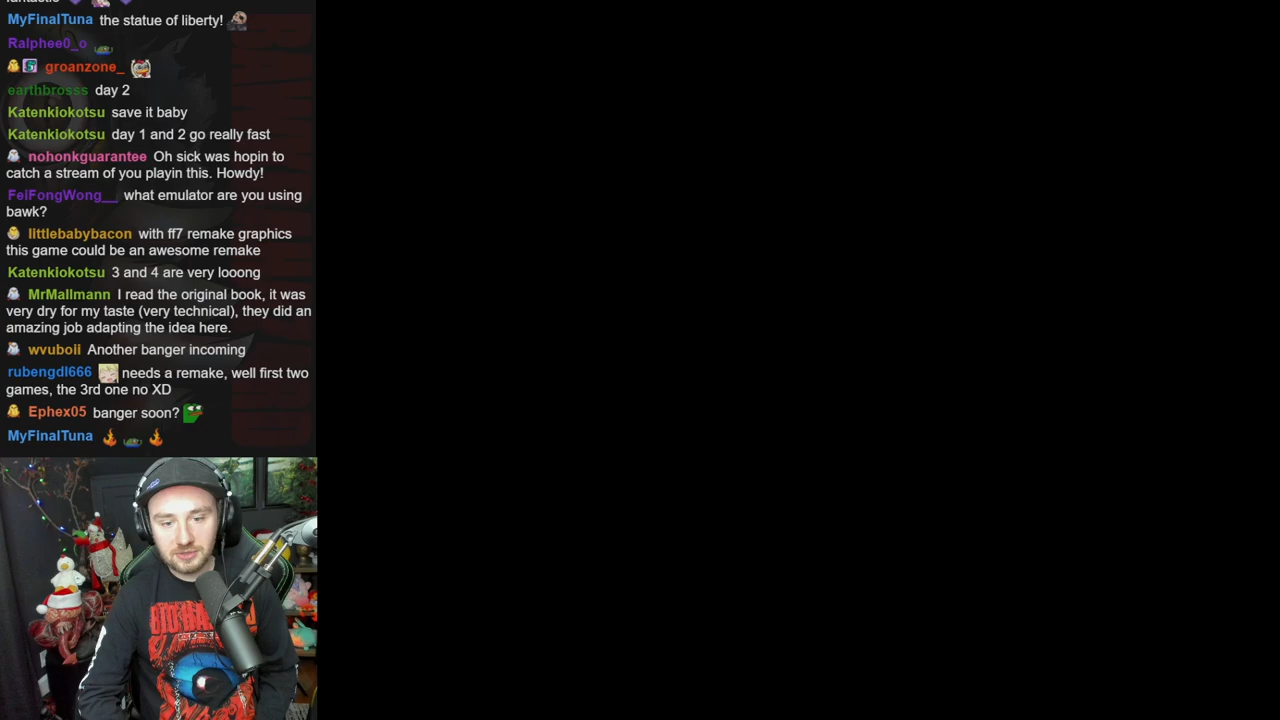 MyFinalTuna the statue of liberty!
Ralphee0_o
groanzone_
earthbrosss day 2
Katenkiokotsu save it baby
Katenkiokotsu day 1 and 2 go really fast
nohonkguarantee Oh sick was hopin to
catch a stream of you playin this. Howdy!
FeiFongWong__ what emulator are you using
bawk?
littlebabybacon with ff7 remake graphics
this game could be an awesome remake
Katenkiokotsu 3 and 4 are very looong
MrMallmann I read the original book, it was
very dry for my taste (very technical), they did an
amazing job adapting the idea here.
wvuboii Another banger incoming
rubengdl666 needs a remake, well first two
games, the 3rd one no XD
Ephex05 banger soon?
MyFinalTuna